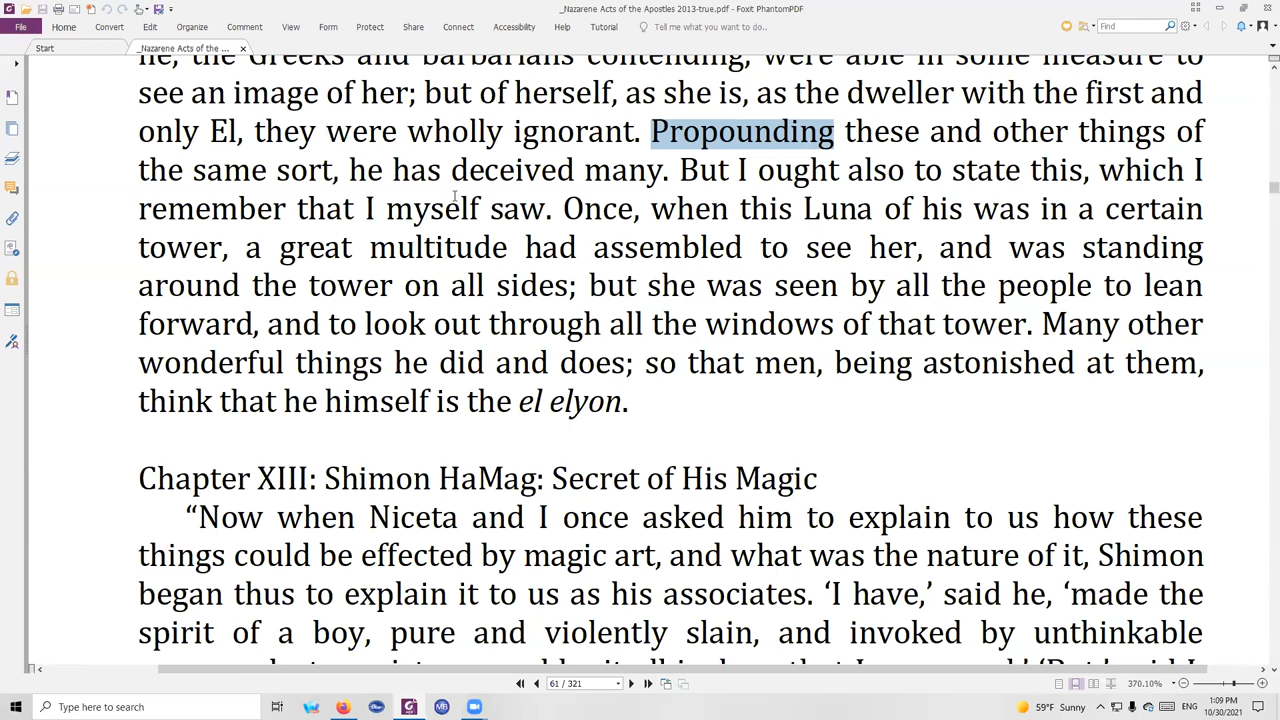 _Nazarene Acts of the Apostles 2013-true.pdf - Foxit PhantomPDF
File Home Convert Edit Organize Comment View Form Protect Share Connect Accessibility Help Tutorial Tell me what you want to do.. Find
Start _Nazarene Acts of the ...
he, the Greeks and barbarians contending, were able in some measure to
see an image of her; but of herself, as she is, as the dweller with the first and
only El, they were wholly ignorant. Propounding these and other things of
the same sort, he has deceived many. But I ought also to state this, which I
remember that I myself saw. Once, when this Luna of his was in a certain
tower, a great multitude had assembled to see her, and was standing
around the tower on all sides; but she was seen by all the people to lean
forward, and to look out through all the windows of that tower. Many other
wonderful things he did and does; so that men, being astonished at them,
think that he himself is the el elyon.
Chapter XIII: Shimon HaMag: Secret of His Magic
“Now when Niceta and I once asked him to explain to us how these
things could be effected by magic art, and what was the nature of it, Shimon
began thus to explain it to us as his associates. ‘I have,’ said he, ‘made the
spirit of a boy, pure and violently slain, and invoked by unthinkable
61 / 321 370.10%
Type here to search MB 59°F Sunny 1:09 PM
10/30/2021